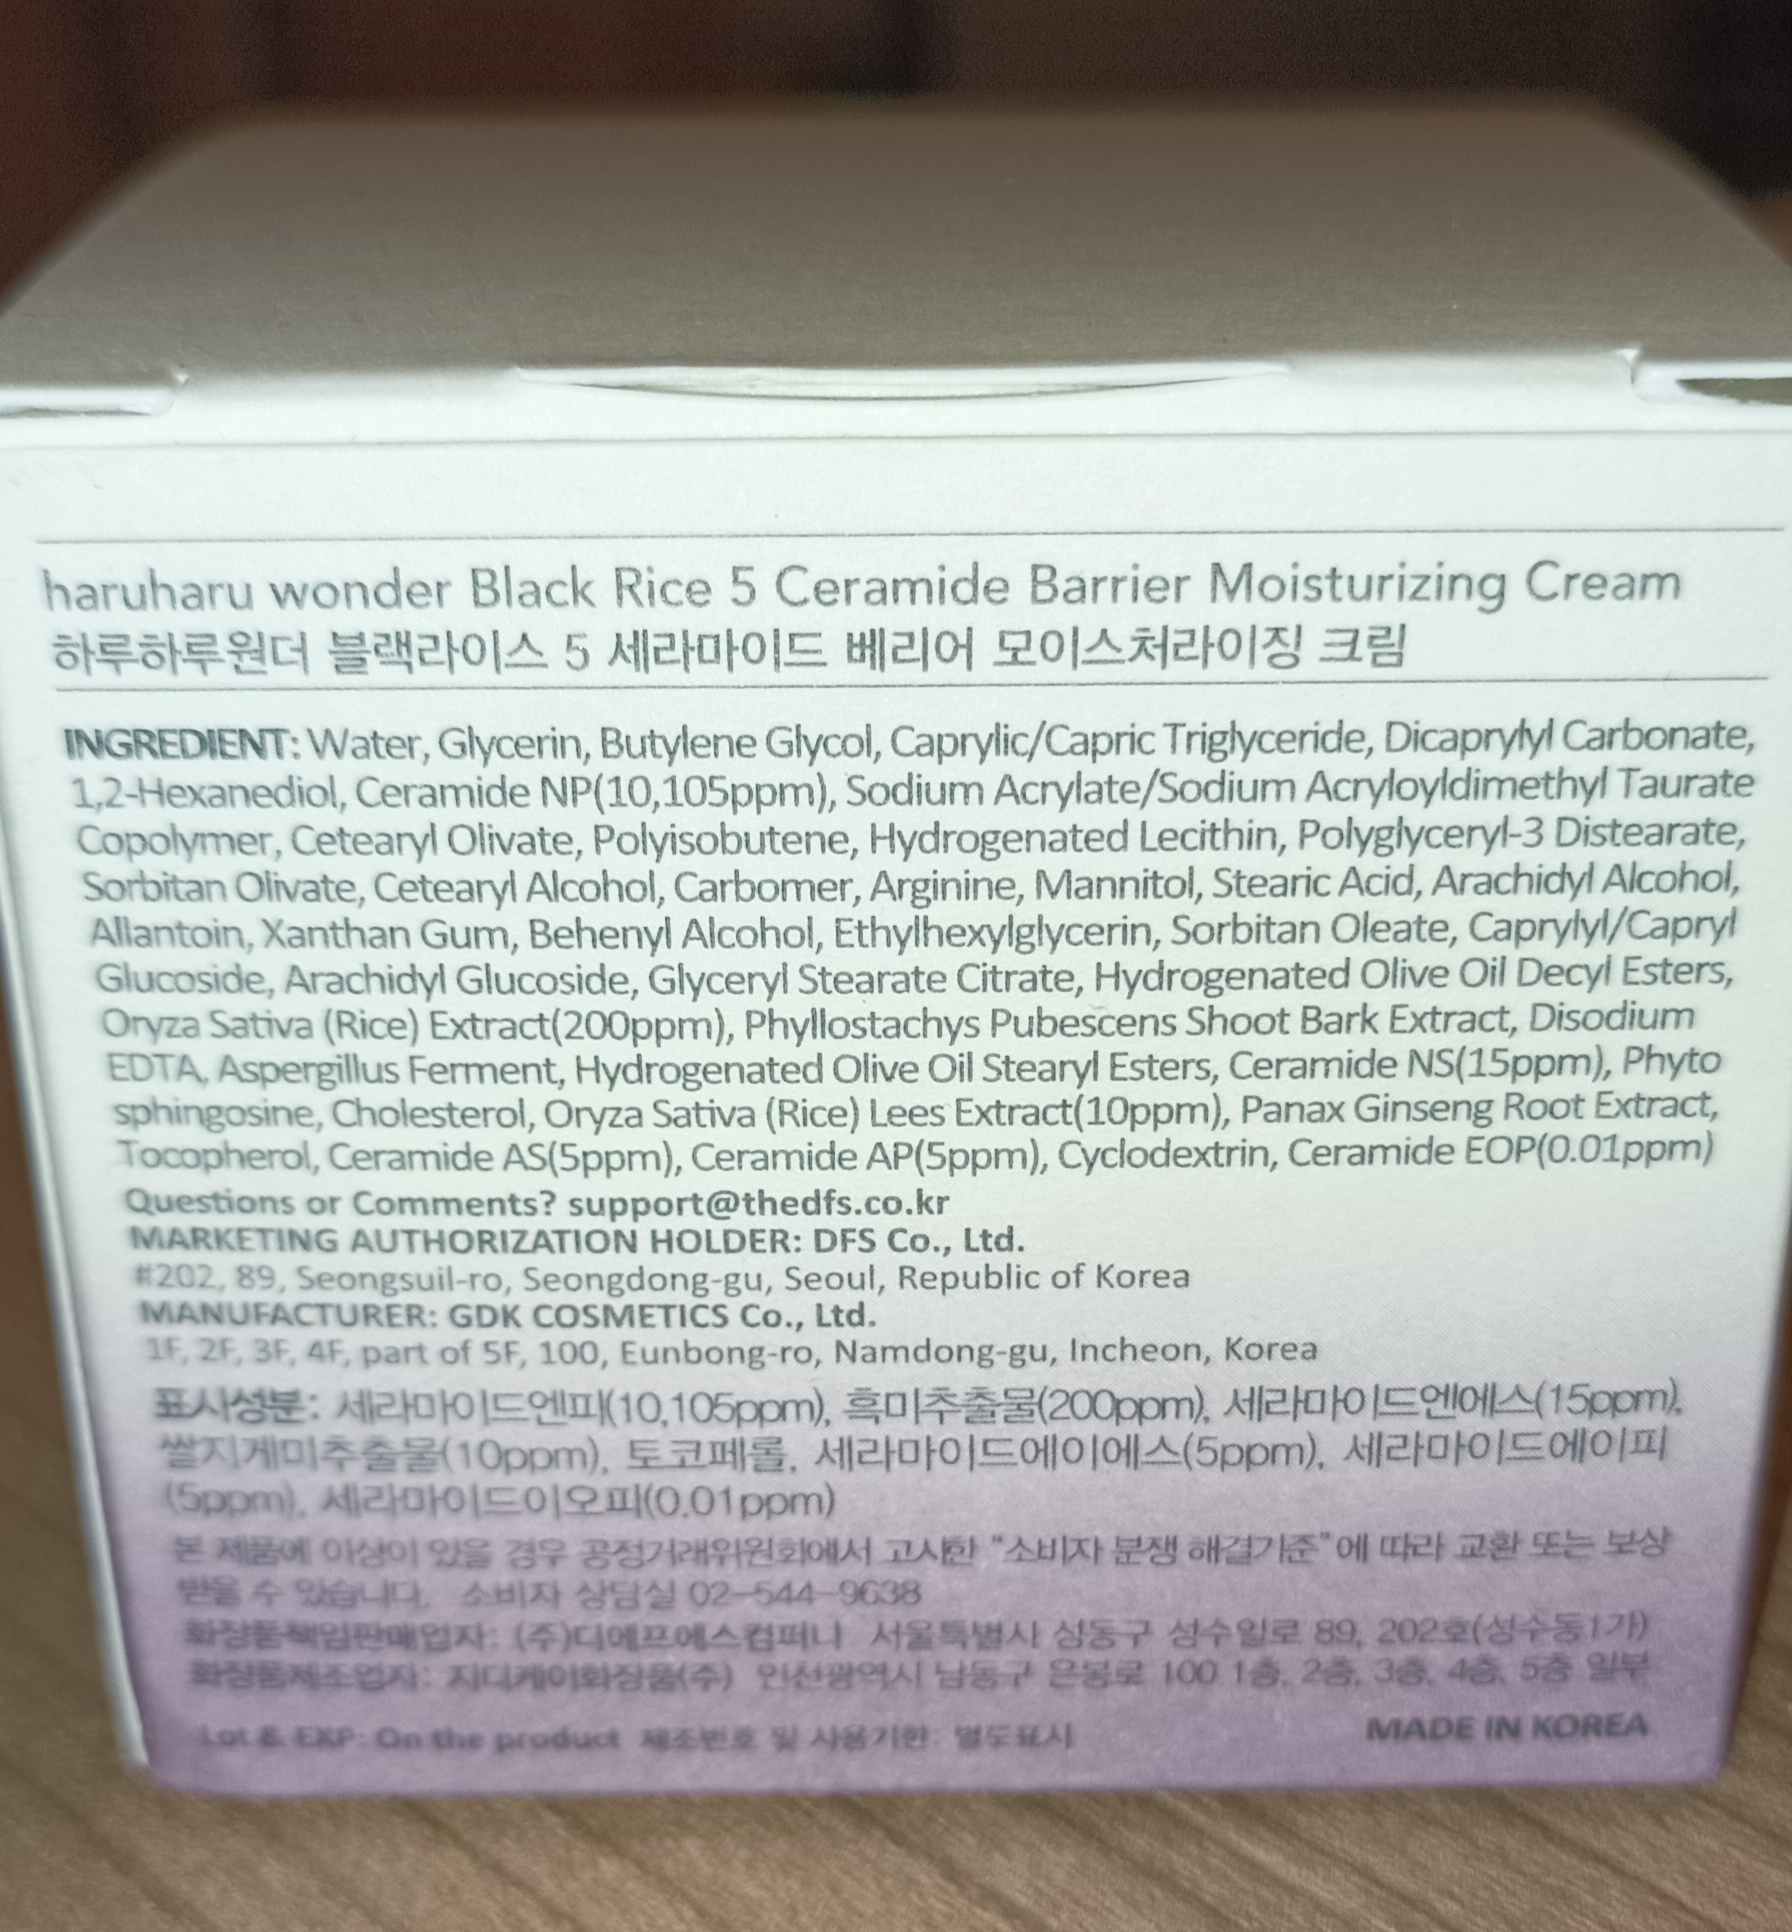 haruharu wonder Black Rice 5 Ceramide Barrier Moisturizing Cream
하루하루원더 블랙라이스 5 세라마이드 베리어 모이스처라이징 크림
INGREDIENT: Water, Glycerin, Butylene Glycol, Caprylic/Capric Triglyceride, Dicaprylyl Carbonate,
1,2-Hexanediol, Ceramide NP(10,105ppm), Sodium Acrylate/Sodium Acryloyldimethyl Taurate
Copolymer, Cetearyl Olivate, Polyisobutene, Hydrogenated Lecithin, Polyglyceryl-3 Distearate,
Sorbitan Olivate, Cetearyl Alcohol, Carbomer, Arginine, Mannitol, Stearic Acid, Arachidyl Alcohol,
Allantoin, Xanthan Gum, Behenyl Alcohol, Ethylhexylglycerin, Sorbitan Oleate, Caprylyl/Capryl
Glucoside, Arachidyl Glucoside, Glyceryl Stearate Citrate, Hydrogenated Olive Oil Decyl Esters,
Oryza Sativa (Rice) Extract(200ppm), Phyllostachys Pubescens Shoot Bark Extract, Disodium
EDTA, Aspergillus Ferment, Hydrogenated Olive Oil Stearyl Esters, Ceramide NS(15ppm), Phyto
sphingosine, Cholesterol, Oryza Sativa (Rice) Lees Extract(10ppm), Panax Ginseng Root Extract,
Tocopherol, Ceramide AS(5ppm), Ceramide AP(5ppm), Cyclodextrin, Ceramide EOP(0.01ppm)
Questions or Comments? support@thedfs.co.kr
MARKETING AUTHORIZATION HOLDER: DFS Co., Ltd.
#202, 89, Seongsuil-ro, Seongdong-gu, Seoul, Republic of Korea
MANUFACTURER: GDK COSMETICS Co., Ltd.
1F, 2F, 3F, 4F, part of 5F, 100, Eunbong-ro, Namdong-gu, Incheon, Korea
표시성분: 세라마이드엔피(10,105ppm), 흑미추출물(200ppm), 세라마이드엔에스(15ppm),
쌀지게미추출물(10ppm), 토코페롤, 세라마이드에이에스(5ppm), 세라마이드에이피
(5ppm), 세라마이드이오피(0.01ppm)
본 제품에 이상이 있을 경우 공정거래위원회에서 고시한 “소비자 분쟁 해결기준”에 따라 교환 또는 보상
받을 수 있습니다. 소비자 상담실 02-544-9638
화장품책임판매업자: (주)디에프에스컴퍼니 서울특별시 성동구 성수일로 89, 202호(성수동1가)
화장품제조업자: 지디케이화장품(주) 인천광역시 남동구 은봉로 100 1층, 2층, 3층, 4층, 5층 일부
Lot & EXP: On the product 제조번호 및 사용기한: 별도표시
MADE IN KOREA